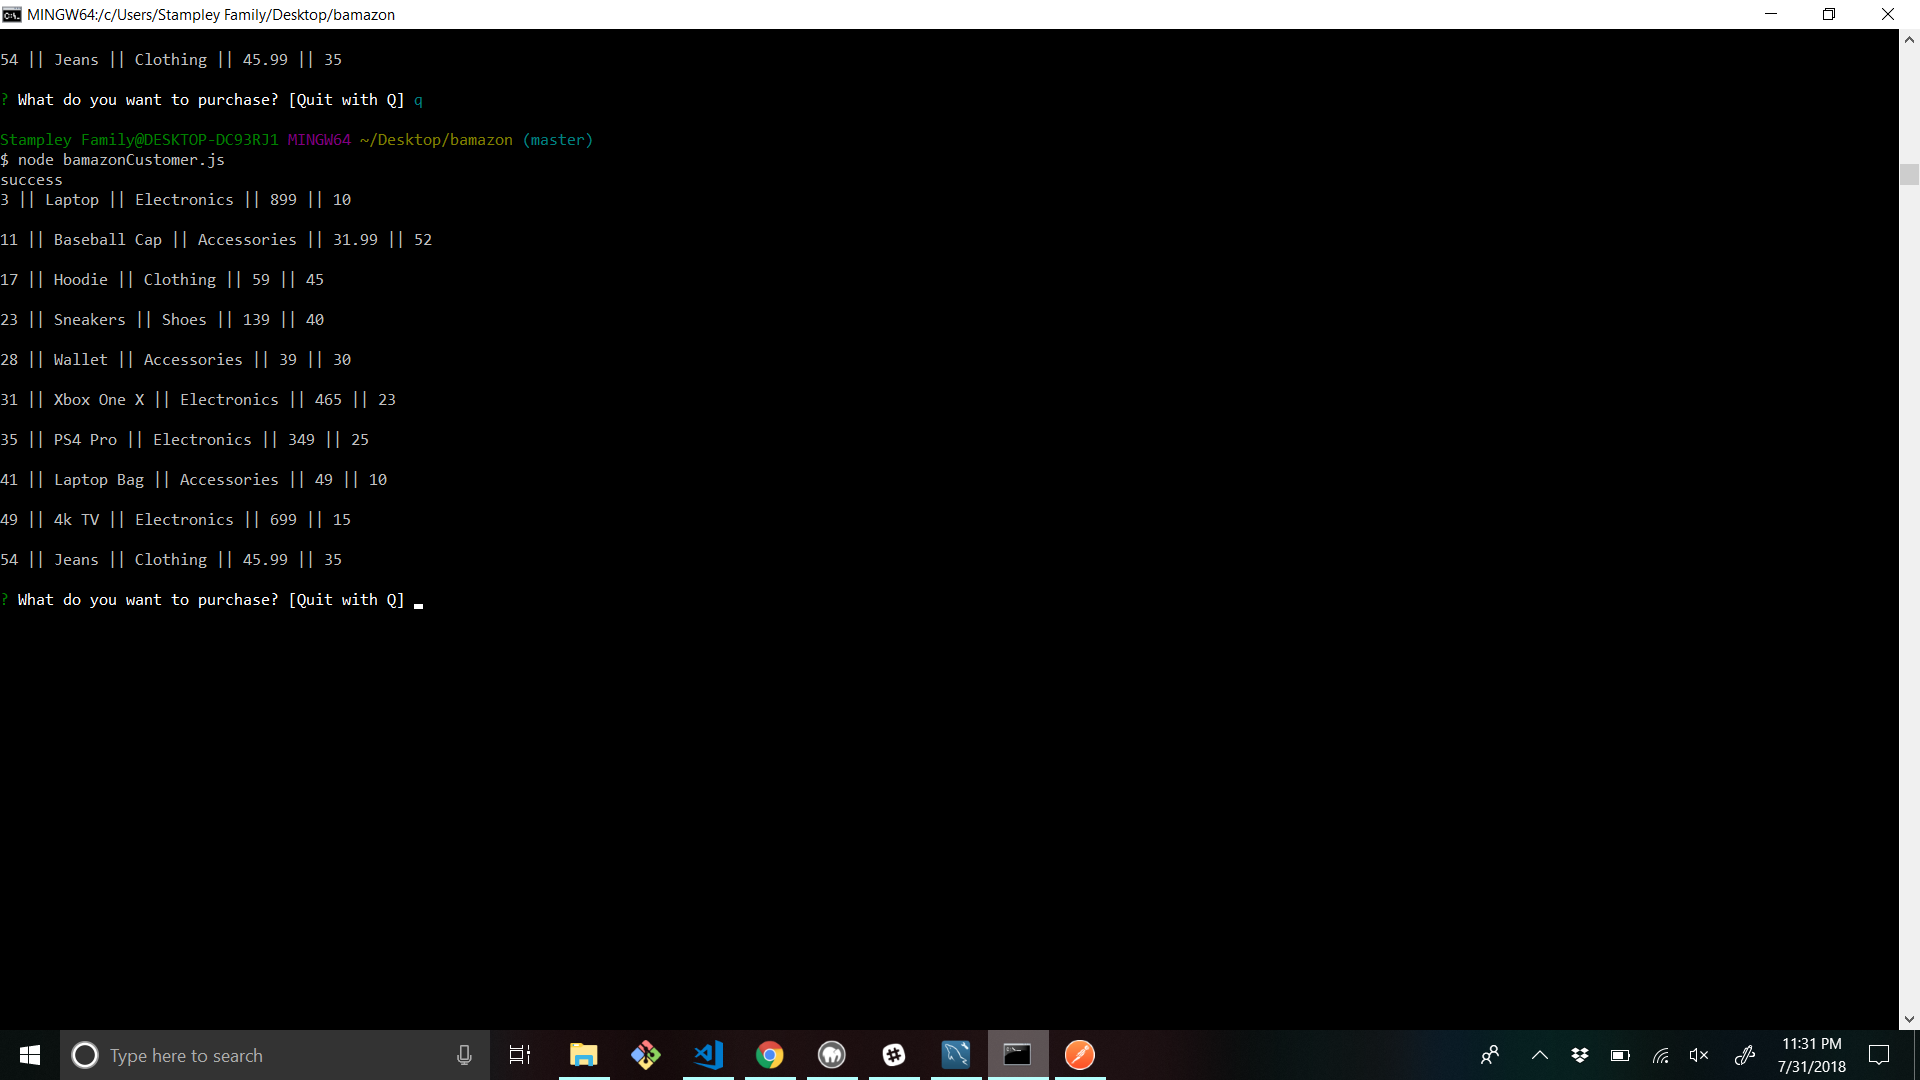 MINGW64:/c/Users/Stampley Family/Desktop/bamazon
54 || Jeans || Clothing || 45.99 || 35
? What do you want to purchase? [Quit with Q] q
Stampley Family@DESKTOP-DC93RJ1 MINGW64 ~/Desktop/bamazon (master)
$ node bamazonCustomer.js
success
3 || Laptop || Electronics || 899 || 10
11 || Baseball Cap || Accessories || 31.99 || 52
17 || Hoodie || Clothing || 59 || 45
23 || Sneakers || Shoes || 139 || 40
28 || Wallet || Accessories || 39 || 30
31 || Xbox One X || Electronics || 465 || 23
35 || PS4 Pro || Electronics || 349 || 25
41 || Laptop Bag || Accessories || 49 || 10
49 || 4k TV || Electronics || 699 || 15
54 || Jeans || Clothing || 45.99 || 35
? What do you want to purchase? [Quit with Q]
Type here to search
11:31 PM
7/31/2018